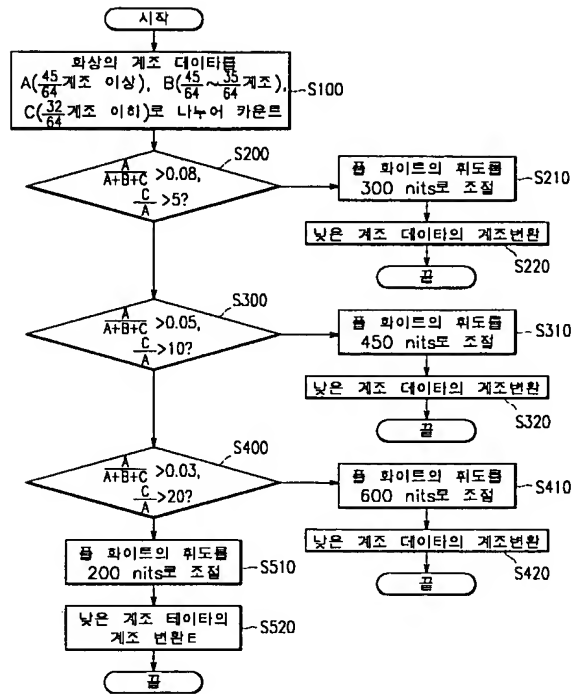 시작
화상의 계조 데이타를
A(45/64계조 이상), B(45/64~35/64계조),
C(32/64계조 이히)로 나누어 카운트
S100
S200
A/A+B+C >0.08,
C/A >5?
풀 화이트의 휘도를
300 nits로 조절
S210
낮은 계조 데이타의 계조변환
S220
끝
S300
A/A+B+C >0.05,
C/A >10?
풀 화이트의 휘도를
450 nits로 조절
S310
낮은 계조 데이타의 계조변환
S320
끝
S400
A/A+B+C >0.03,
C/A >20?
풀 화이트의 휘도를
600 nits로 조절
S410
낮은 계조 데이타의 계조변환
S420
끝
풀 화이트의 휘도를
200 nits로 조절
S510
낮은 계조 테이타의
계조 변환E
S520
끝